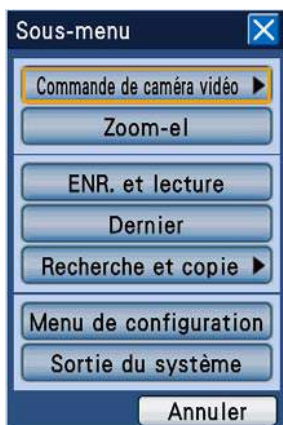 Sous-menu
Commande de caméra vidéo
Zoom-el
ENR. et lecture
Dernier
Recherche et copie
Menu de configuration
Sortie du système
Annuler